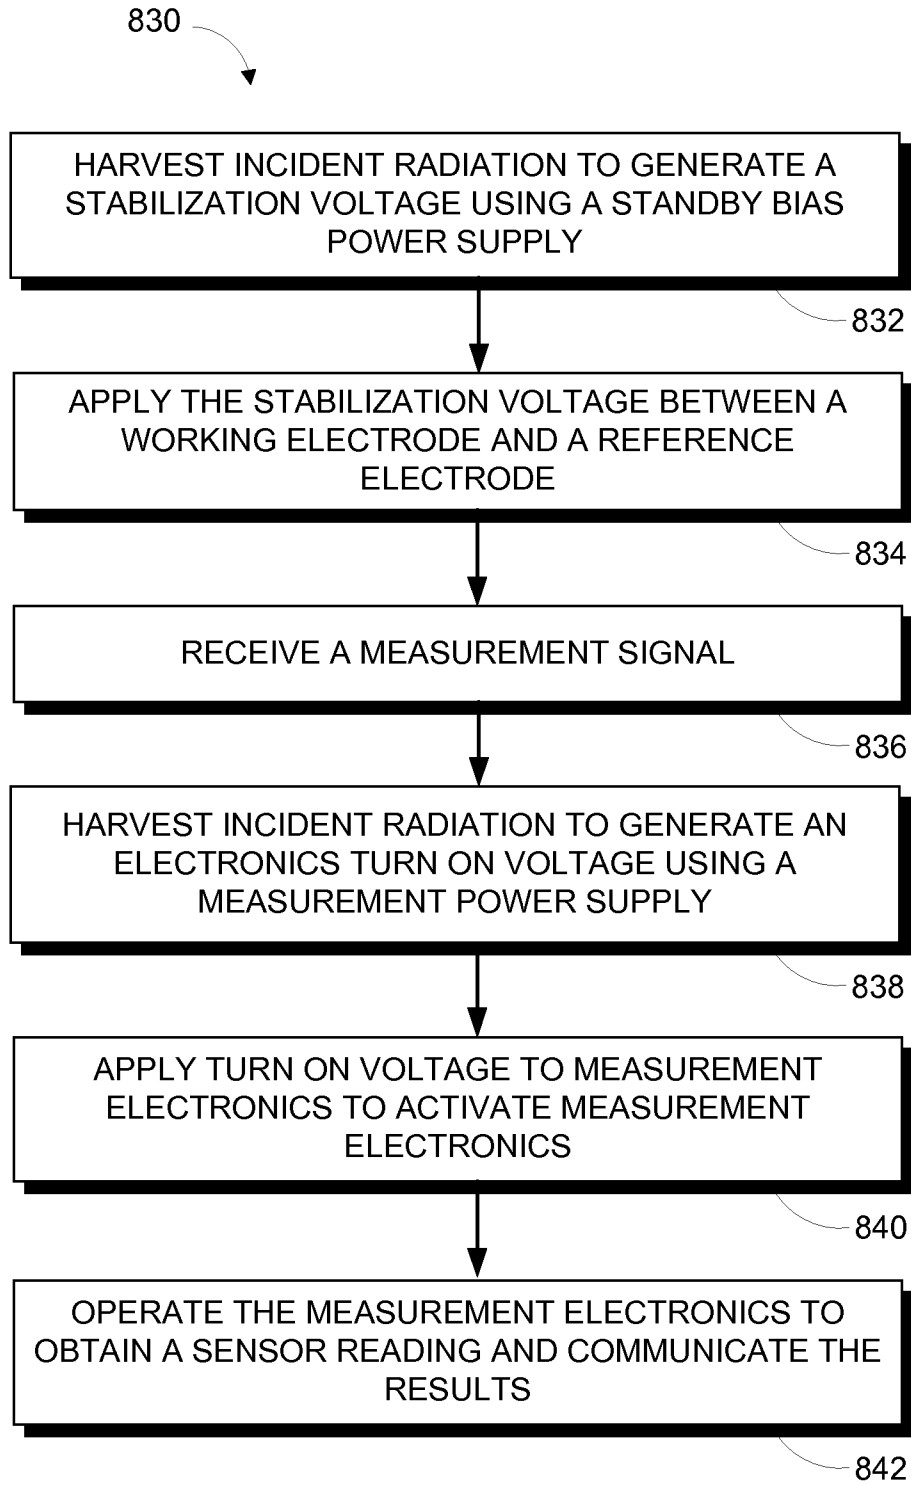 830
HARVEST INCIDENT RADIATION TO GENERATE A
STABILIZATION VOLTAGE USING A STANDBY BIAS
POWER SUPPLY
832
APPLY THE STABILIZATION VOLTAGE BETWEEN A
WORKING ELECTRODE AND A REFERENCE
ELECTRODE
834
RECEIVE A MEASUREMENT SIGNAL
836
HARVEST INCIDENT RADIATION TO GENERATE AN
ELECTRONICS TURN ON VOLTAGE USING A
MEASUREMENT POWER SUPPLY
838
APPLY TURN ON VOLTAGE TO MEASUREMENT
ELECTRONICS TO ACTIVATE MEASUREMENT
ELECTRONICS
840
OPERATE THE MEASUREMENT ELECTRONICS TO
OBTAIN A SENSOR READING AND COMMUNICATE THE
RESULTS
842